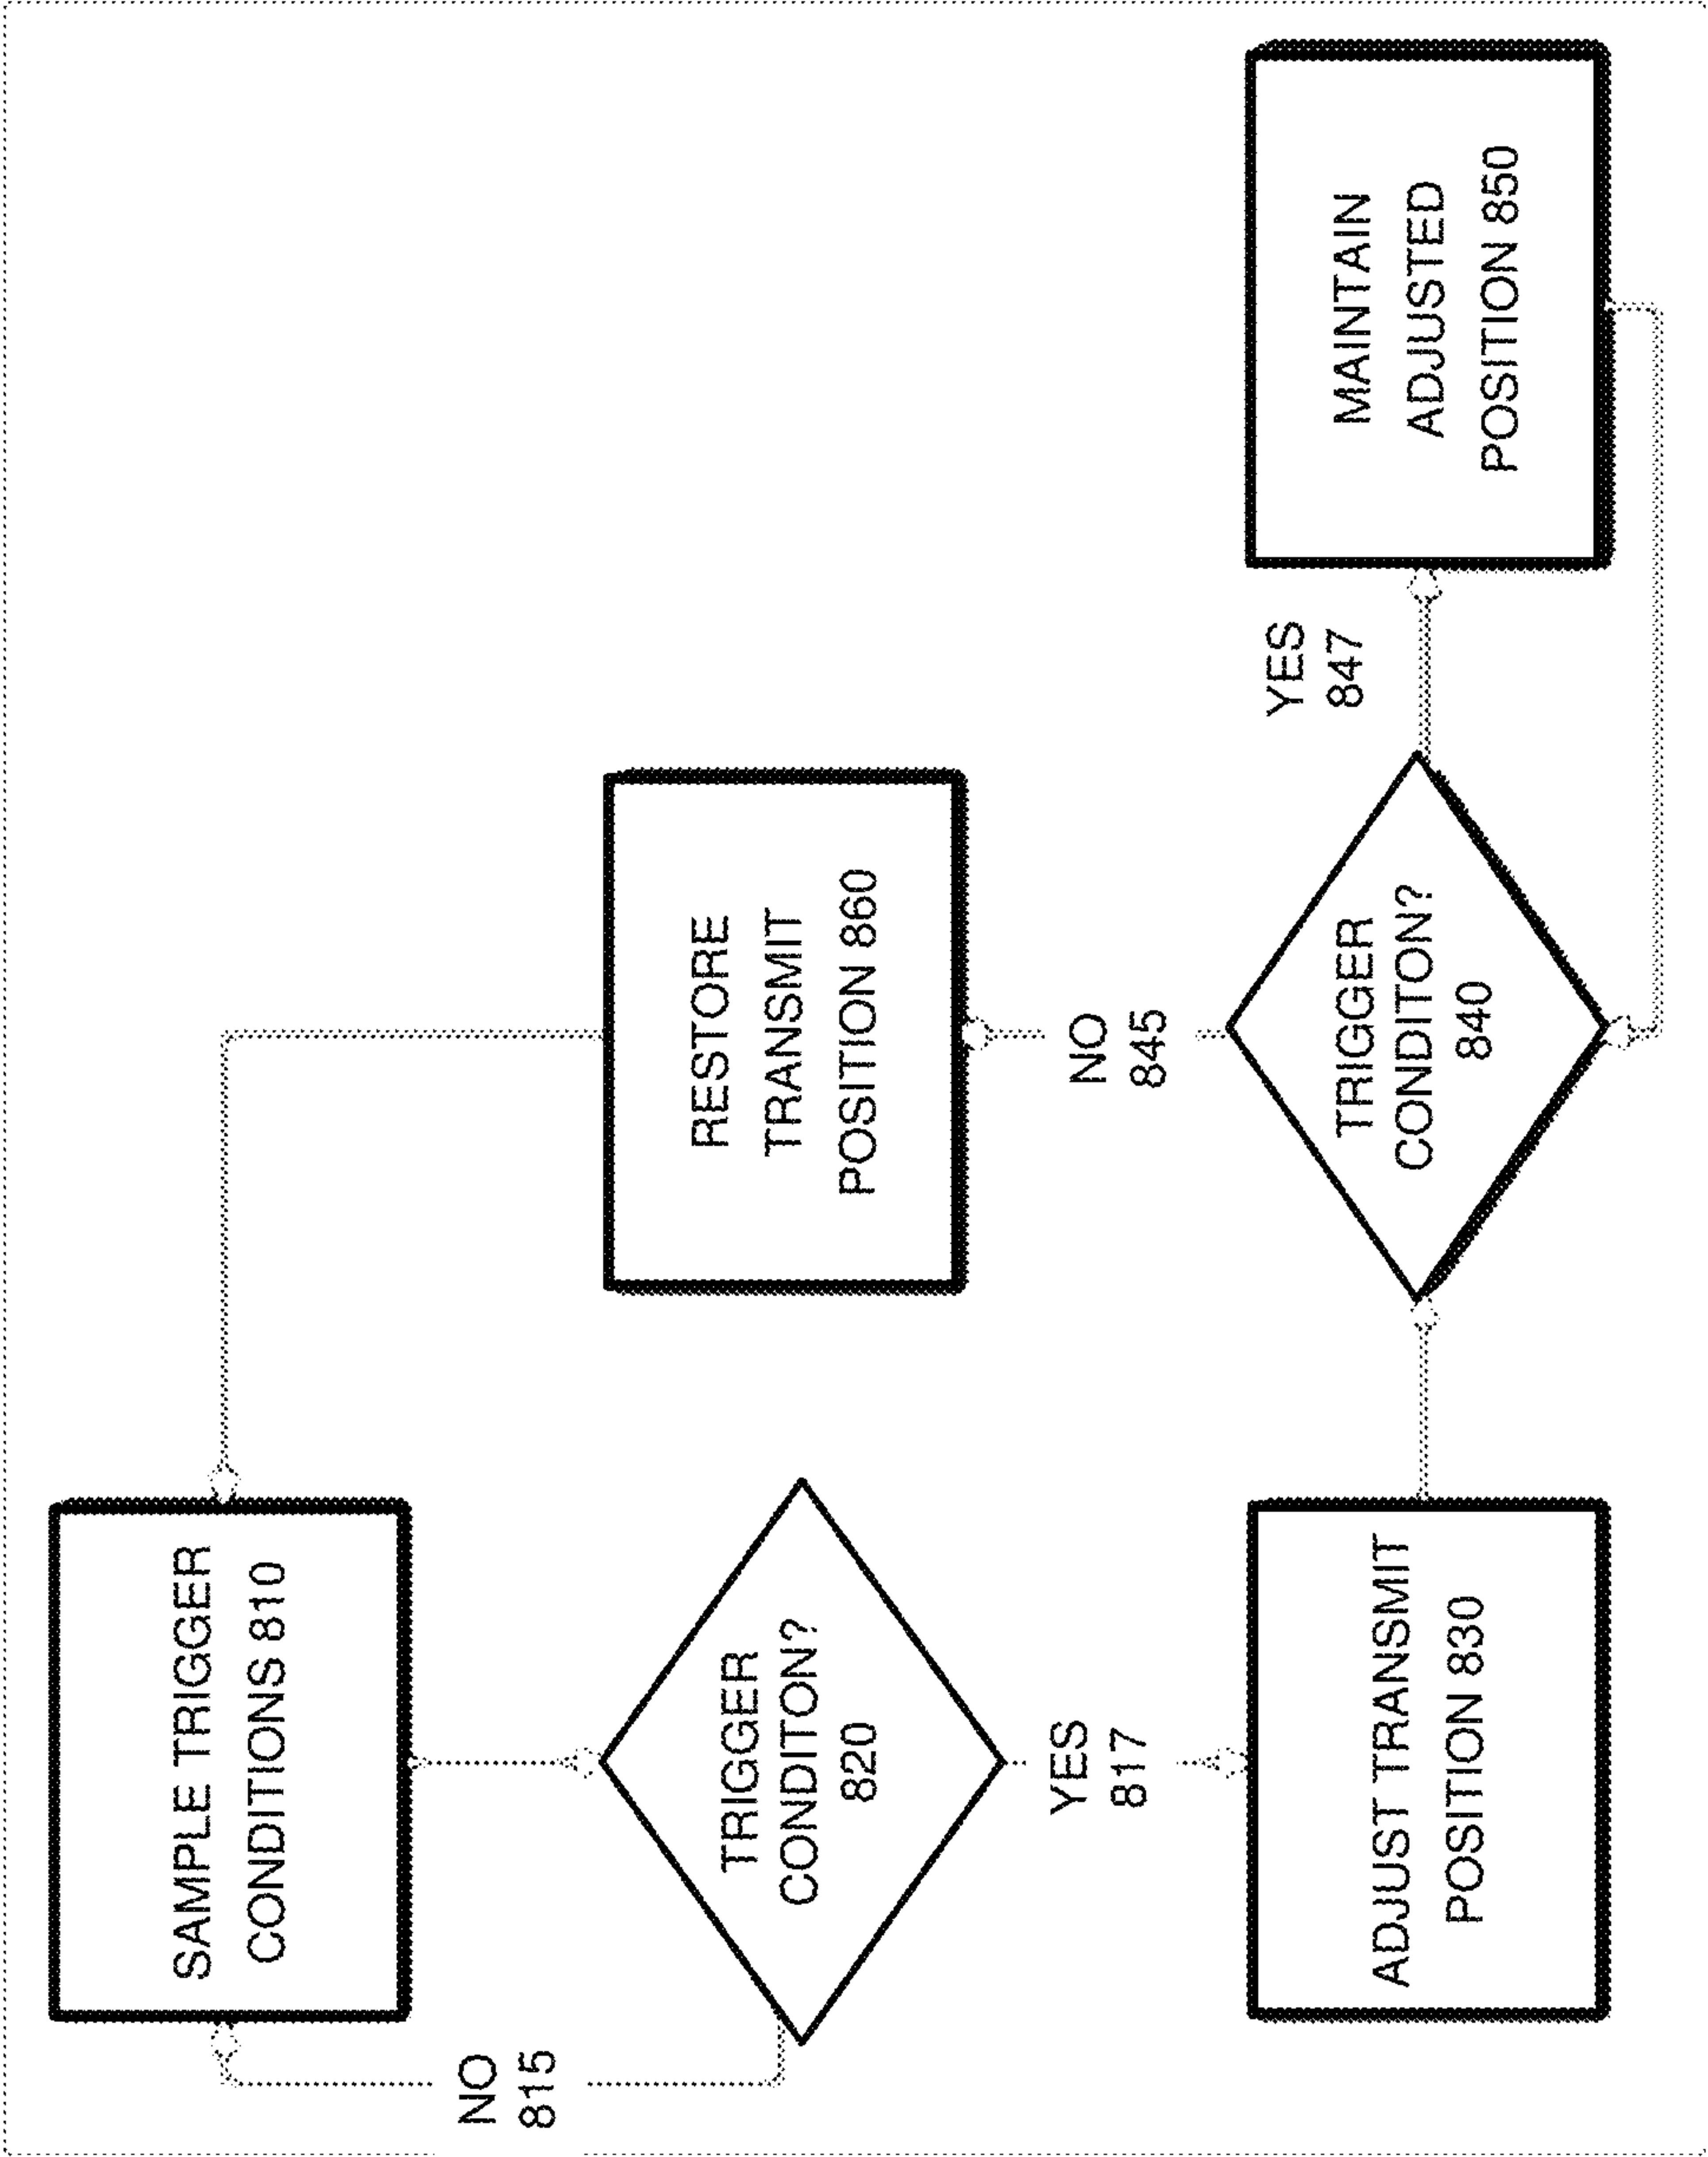 SAMPLE TRIGGER
CONDITIONS 810
NO
815
TRIGGER
CONDITON?
820
YES
817
ADJUST TRANSMIT
POSITION 830
RESTORE
TRANSMIT
POSITION 860
NO
845
TRIGGER
CONDITON?
840
YES
847
MAINTAIN
ADJUSTED
POSITION 850